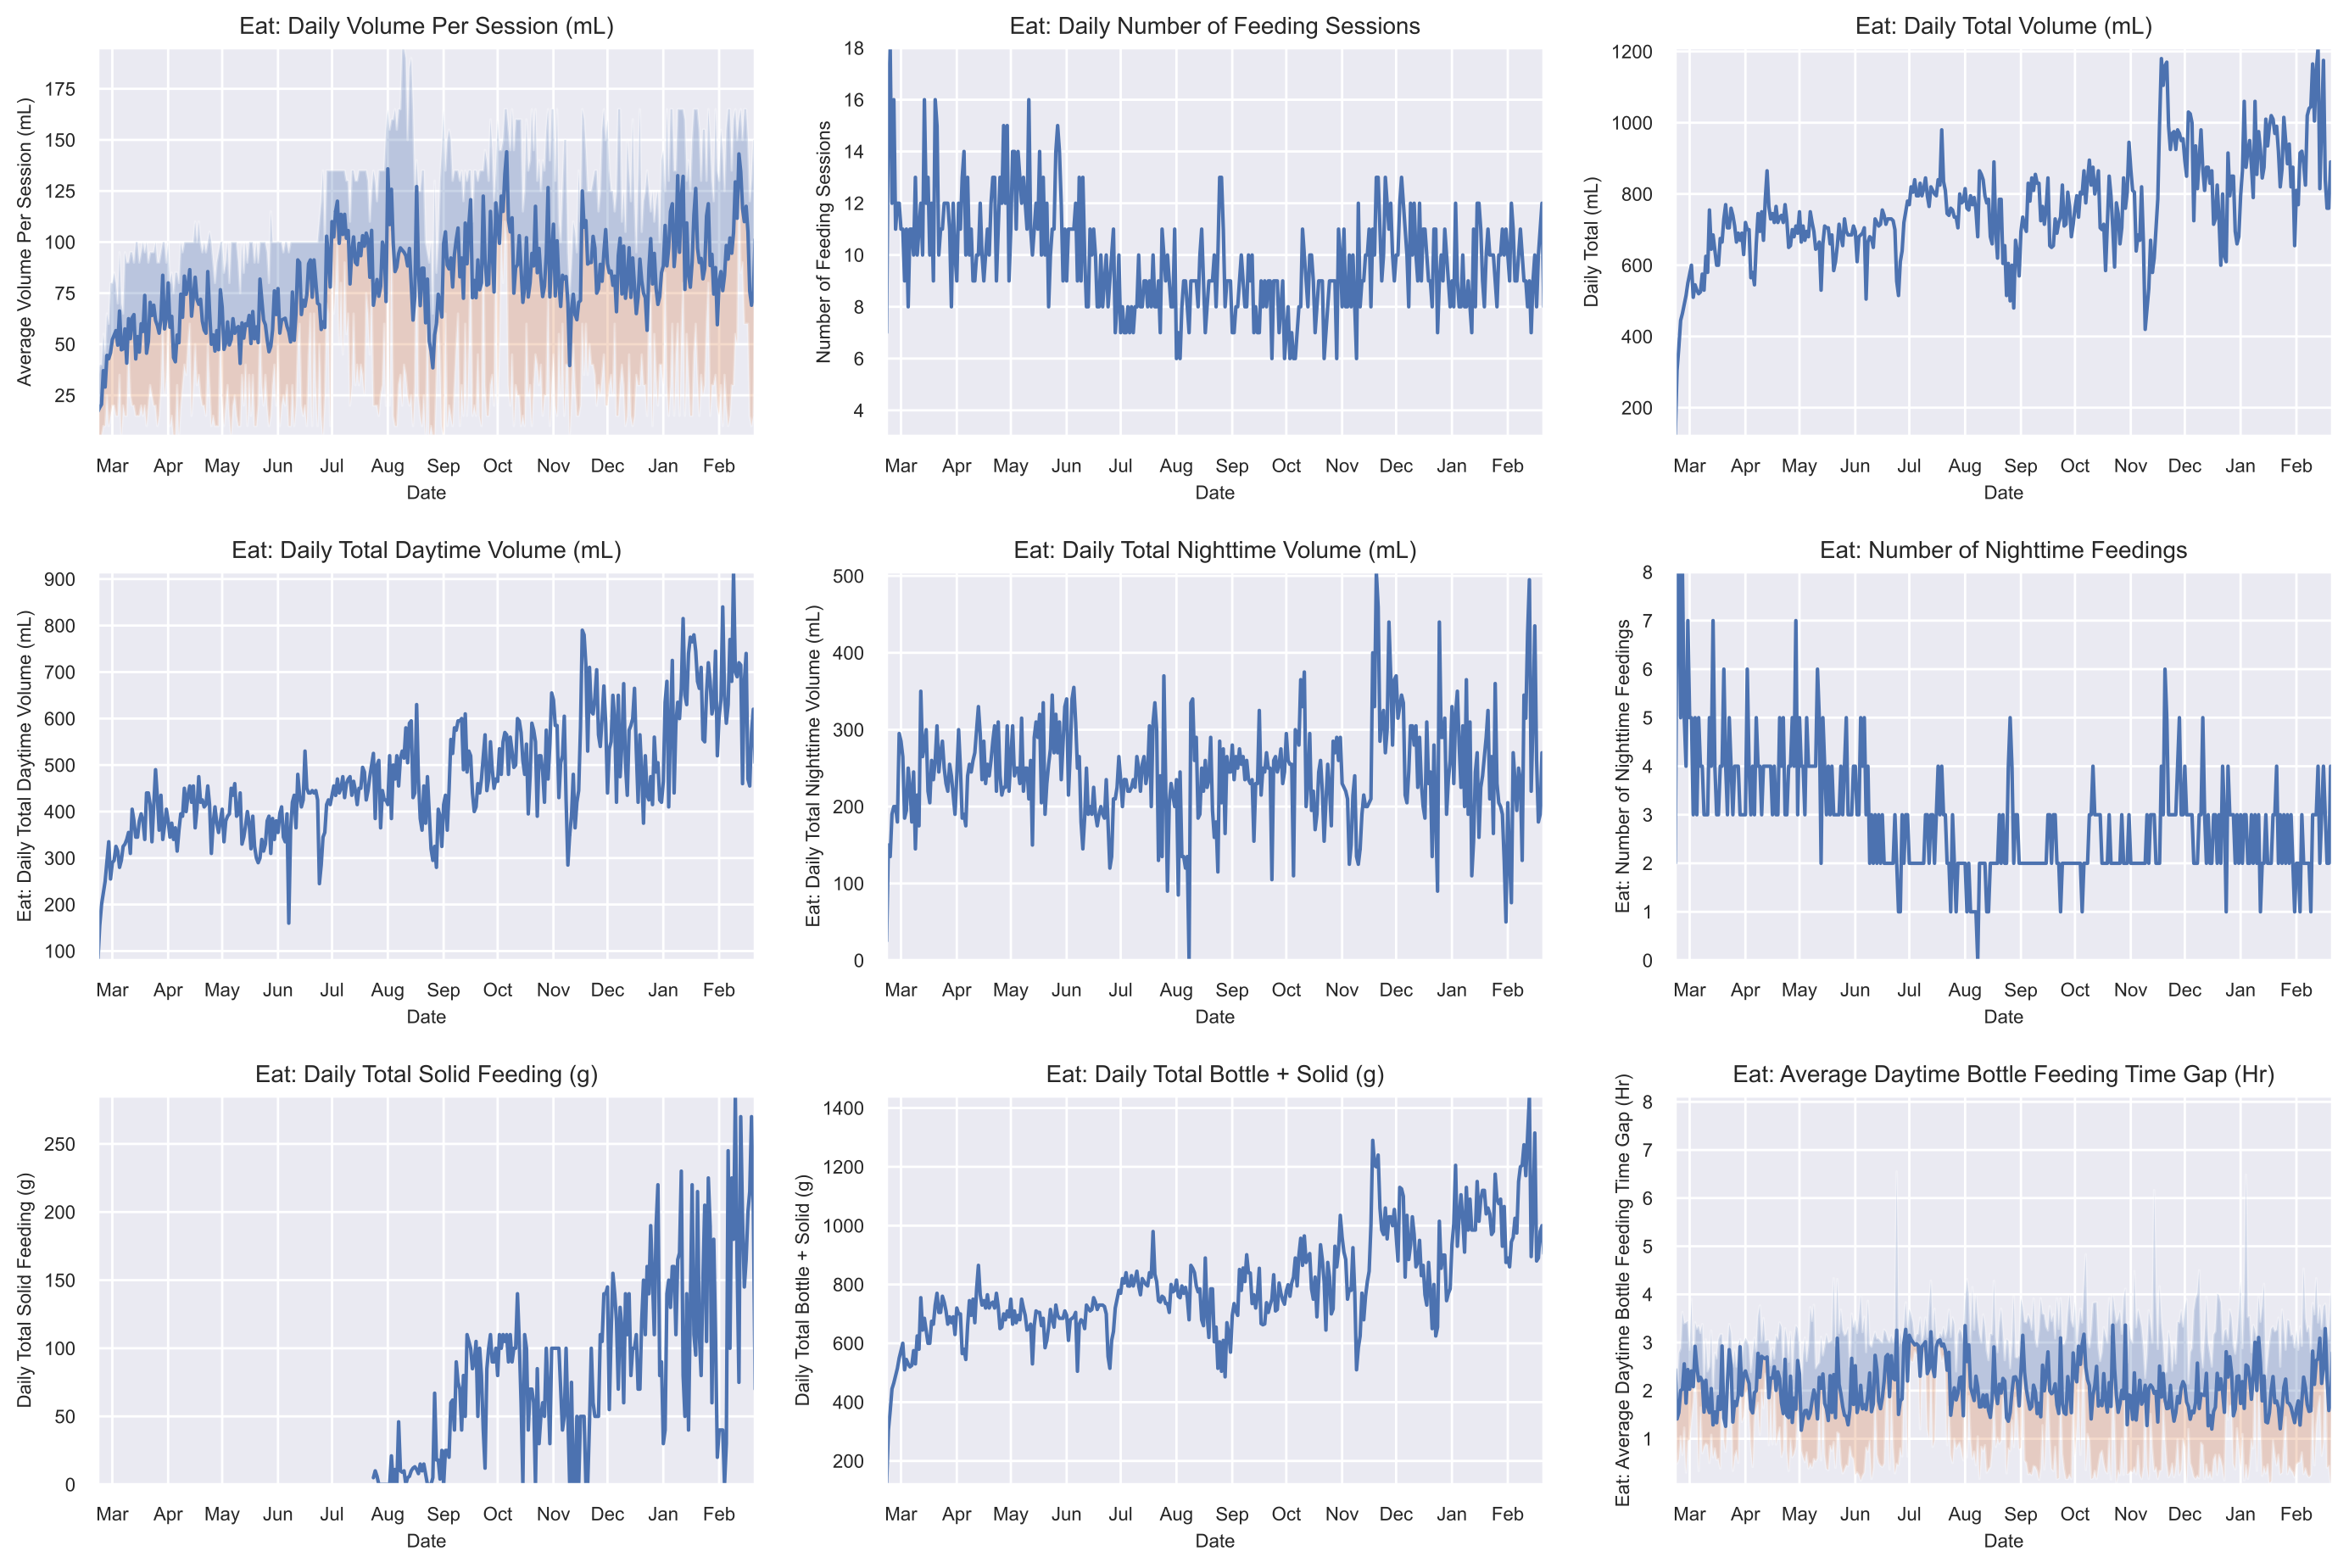 Eat: Daily Volume Per Session (mL)
Average Volume Per Session (mL)
175
150
125
100
75
50
25
Mar Apr May Jun Jul Aug Sep Oct Nov Dec Jan Feb
Date
Eat: Daily Number of Feeding Sessions
Number of Feeding Sessions
18
16
14
12
10
8
6
4
Mar Apr May Jun Jul Aug Sep Oct Nov Dec Jan Feb
Date
Eat: Daily Total Volume (mL)
Daily Total (mL)
1200
1000
800
600
400
200
Mar Apr May Jun Jul Aug Sep Oct Nov Dec Jan Feb
Date
Eat: Daily Total Daytime Volume (mL)
Eat: Daily Total Daytime Volume (mL)
900
800
700
600
500
400
300
200
100
Mar Apr May Jun Jul Aug Sep Oct Nov Dec Jan Feb
Date
Eat: Daily Total Nighttime Volume (mL)
Eat: Daily Total Nighttime Volume (mL)
500
400
300
200
100
0
Mar Apr May Jun Jul Aug Sep Oct Nov Dec Jan Feb
Date
Eat: Number of Nighttime Feedings
Eat: Number of Nighttime Feedings
8
7
6
5
4
3
2
1
0
Mar Apr May Jun Jul Aug Sep Oct Nov Dec Jan Feb
Date
Eat: Daily Total Solid Feeding (g)
Daily Total Solid Feeding (g)
250
200
150
100
50
0
Mar Apr May Jun Jul Aug Sep Oct Nov Dec Jan Feb
Date
Eat: Daily Total Bottle + Solid (g)
Daily Total Bottle + Solid (g)
1400
1200
1000
800
600
400
200
Mar Apr May Jun Jul Aug Sep Oct Nov Dec Jan Feb
Date
Eat: Average Daytime Bottle Feeding Time Gap (Hr)
Eat: Average Daytime Bottle Feeding Time Gap (Hr)
8
7
6
5
4
3
2
1
Mar Apr May Jun Jul Aug Sep Oct Nov Dec Jan Feb
Date